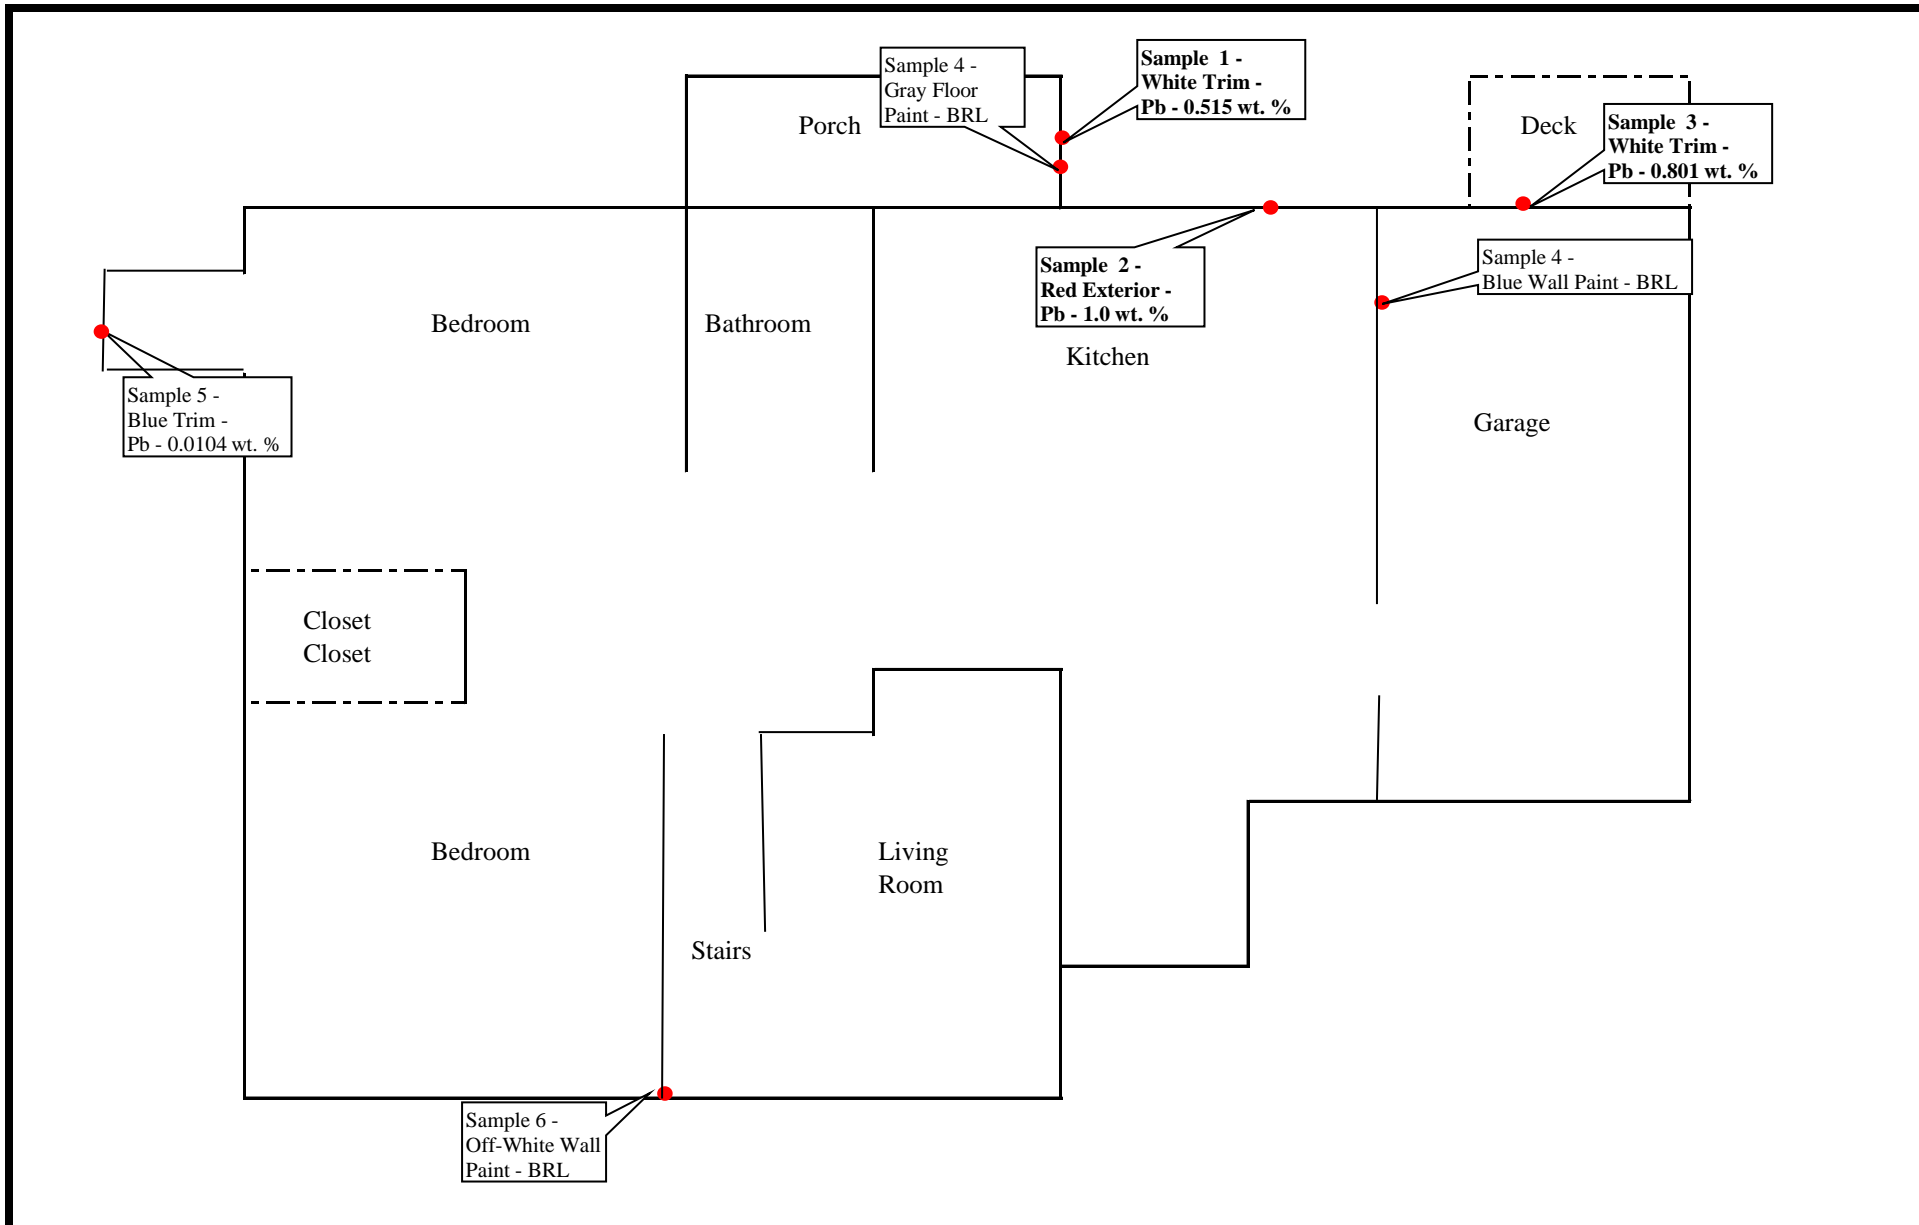 Sample 4 -
Gray Floor
Paint - BRL
Sample 1 -
White Trim -
Pb - 0.515 wt. %
Porch
Deck
Sample 3 -
White Trim -
Pb - 0.801 wt. %
Sample 2 -
Red Exterior -
Pb - 1.0 wt. %
Sample 4 -
Blue Wall Paint - BRL
Bedroom
Bathroom
Kitchen
Sample 5 -
Blue Trim -
Pb - 0.0104 wt. %
Garage
Closet
Closet
Bedroom
Living
Room
Stairs
Sample 6 -
Off-White Wall
Paint - BRL